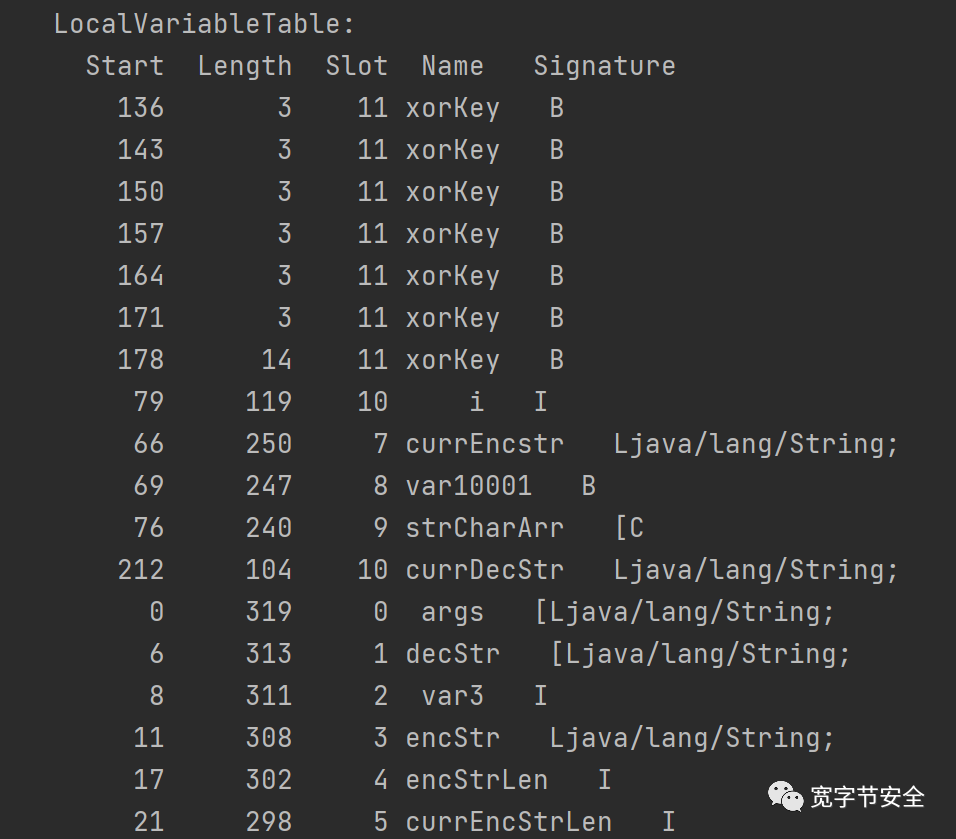 LocalVariableTable:
Start Length Slot Name Signature
136 3 11 xorKey B
143 3 11 xorKey B
150 3 11 xorKey B
157 3 11 xorKey B
164 3 11 xorKey B
171 3 11 xorKey B
178 14 11 xorKey B
79 119 10 i I
66 250 7 currEncstr Ljava/lang/String;
69 247 8 var10001 B
76 240 9 strCharArr [C
212 104 10 currDecStr Ljava/lang/String;
0 319 0 args [Ljava/lang/String;
6 313 1 decStr [Ljava/lang/String;
8 311 2 var3 I
11 308 3 encStr Ljava/lang/String;
17 302 4 encStrLen I
21 298 5 currEncStrLen I
宽字节安全